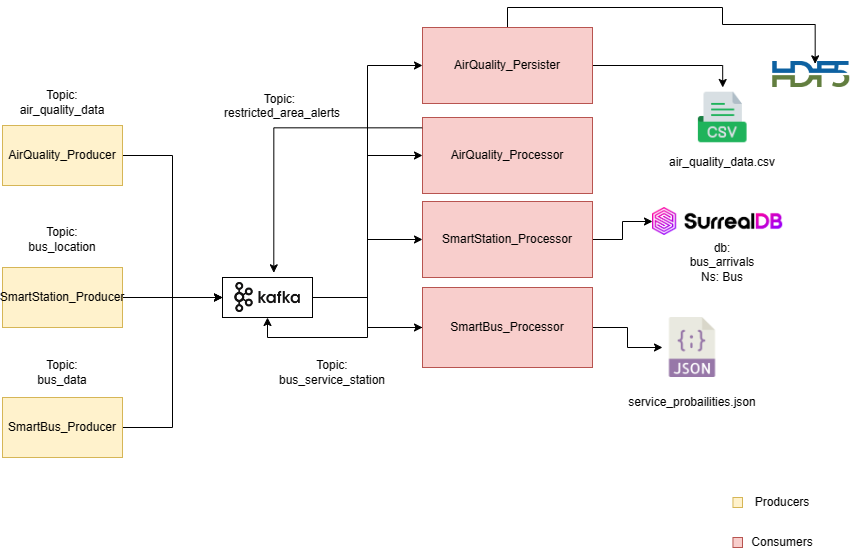 AirQuality_Persister
HDFS
Topic:
air_quality_data
Topic:
restricted_area_alerts
CSV
AirQuality_Producer
AirQuality_Processor
air_quality_data.csv
Topic:
bus_location
SmartStation_Processor
SurrealDB
db:
bus_arrivals
Ns: Bus
SmartStation_Producer
kafka
SmartBus_Processor
{;}
JSON
Topic:
bus_data
Topic:
bus_service_station
service_probailities.json
SmartBus_Producer
Producers
Consumers